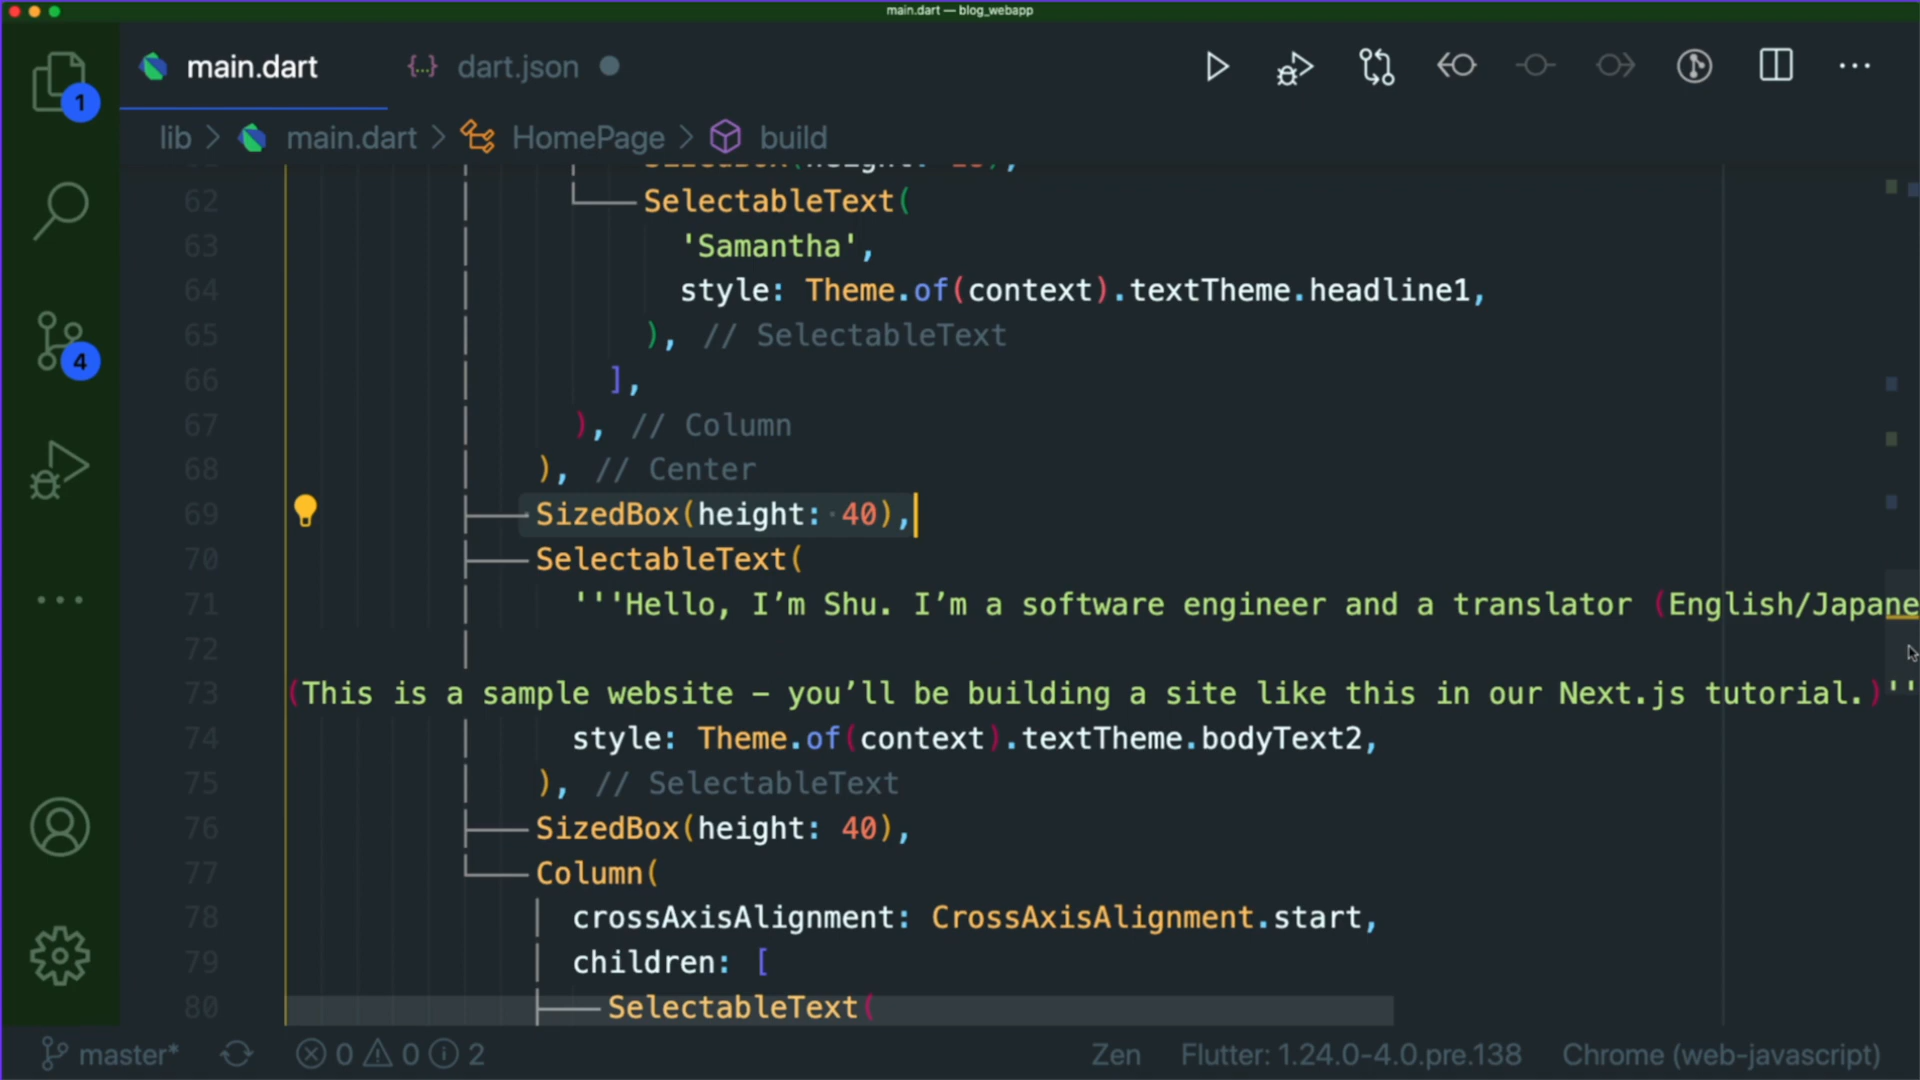 main.dart — blog_webapp
main.dart {..} dart.json
1
lib > main.dart > HomePage > build
SizedBox(height: 
62 SelectableText(
63 'Samantha',
64 style: Theme.of(context).textTheme.headline1,
65 ), // SelectableText
66 ],
67 ), // Column
68 ), // Center
69 SizedBox(height: 40),
70 SelectableText(
71 '''Hello, I’m Shu. I’m a software engineer and a translator (English/Japane
72
73 (This is a sample website – you’ll be building a site like this in our Next.js tutorial.)''
74 style: Theme.of(context).textTheme.bodyText2,
75 ), // SelectableText
76 SizedBox(height: 40),
77 Column(
78 crossAxisAlignment: CrossAxisAlignment.start,
79 children: [
80 SelectableText(
4
master* 0 0 2 Zen Flutter: 1.24.0-4.0.pre.138 Chrome (web-javascript)